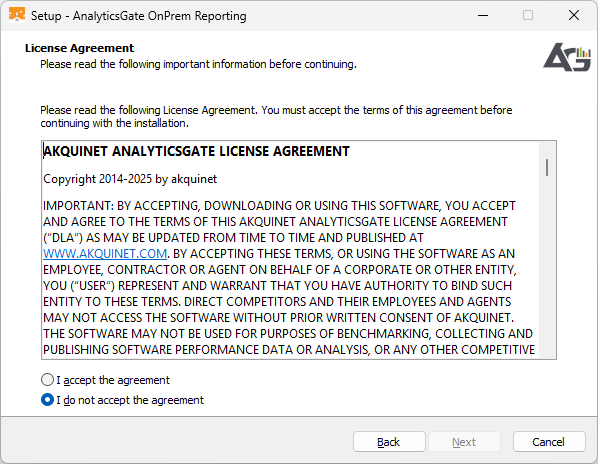 Setup - AnalyticsGate OnPrem Reporting
License Agreement
Please read the following important information before continuing.
AG
Please read the following License Agreement. You must accept the terms of this agreement before
continuing with the installation.
AKQUINET ANALYTICSGATE LICENSE AGREEMENT
Copyright 2014-2025 by akquinet
IMPORTANT: BY ACCEPTING, DOWNLOADING OR USING THIS SOFTWARE, YOU ACCEPT
AND AGREE TO THE TERMS OF THIS AKQUINET ANALYTICSGATE LICENSE AGREEMENT
("DLA") AS MAY BE UPDATED FROM TIME TO TIME AND PUBLISHED AT
WWW.AKQUINET.COM. BY ACCEPTING THESE TERMS, OR USING THE SOFTWARE AS AN
EMPLOYEE, CONTRACTOR OR AGENT ON BEHALF OF A CORPORATE OR OTHER ENTITY,
YOU ("USER") REPRESENT AND WARRANT THAT YOU HAVE AUTHORITY TO BIND SUCH
ENTITY TO THESE TERMS. DIRECT COMPETITORS AND THEIR EMPLOYEES AND AGENTS
MAY NOT ACCESS THE SOFTWARE WITHOUT PRIOR WRITTEN CONSENT OF AKQUINET.
THE SOFTWARE MAY NOT BE USED FOR PURPOSES OF BENCHMARKING, COLLECTING AND
PUBLISHING SOFTWARE PERFORMANCE DATA OR ANALYSIS, OR ANY OTHER COMPETITIVE
I accept the agreement
I do not accept the agreement
Back
Next
Cancel